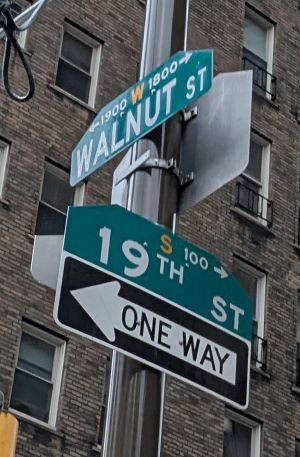 ← 1900 W 1800 →
WALNUT ST
S 100 →
19TH ST
ONE WAY